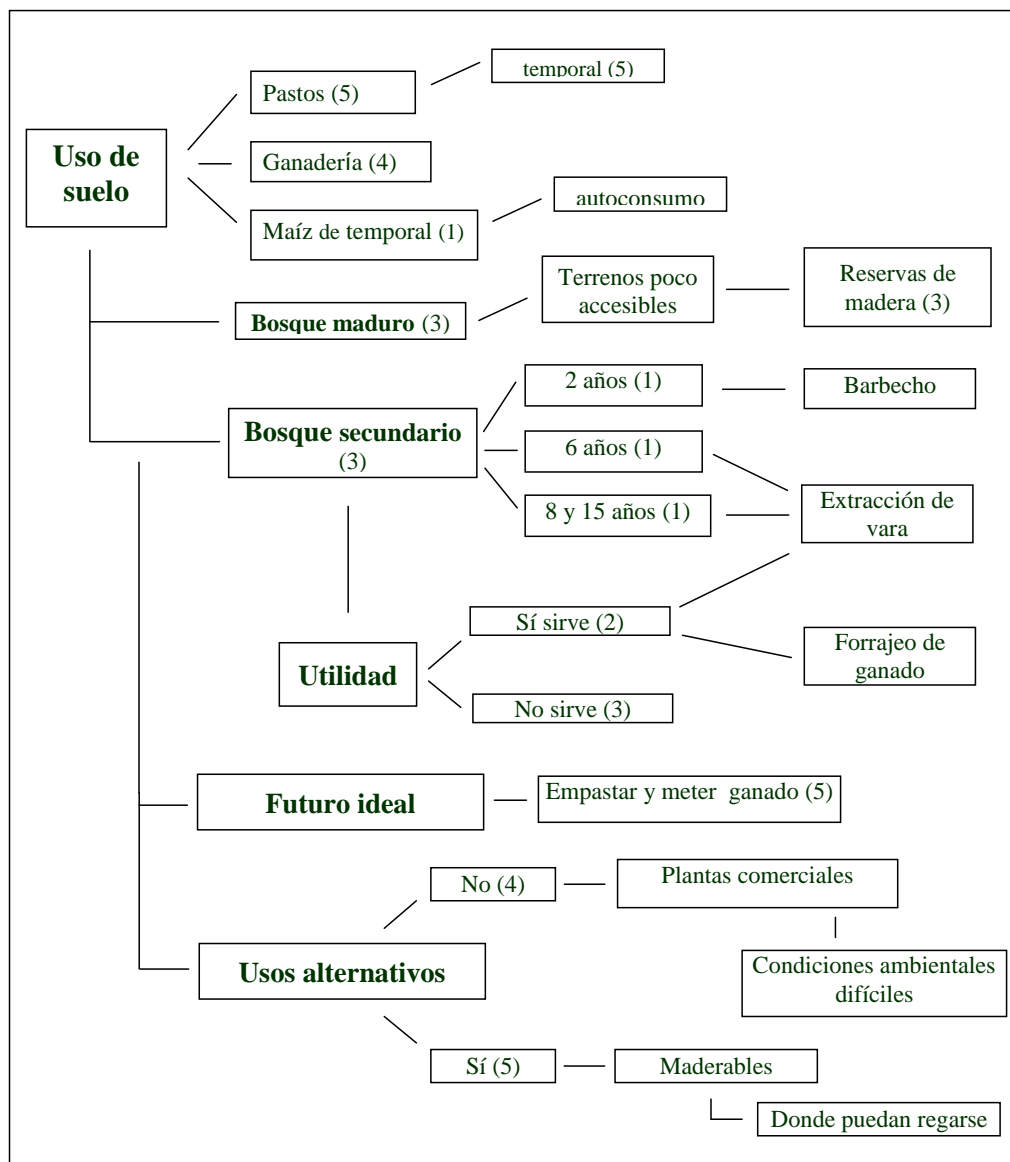 temporal (5)
Pastos (5)
Uso de
suelo
Ganadería (4)
autoconsumo
Maíz de temporal (1)
Terrenos poco
accesibles
Reservas de
madera (3)
Bosque maduro (3)
2 años (1)
Barbecho
Bosque secundario
(3)
6 años (1)
8 y 15 años (1)
Extracción de
vara
Sí sirve (2)
Utilidad
Forrajeo de
ganado
No sirve (3)
Futuro ideal
Empastar y meter ganado (5)
No (4)
Plantas comerciales
Usos alternativos
Condiciones ambientales
difíciles
Sí (5)
Maderables
Donde puedan regarse